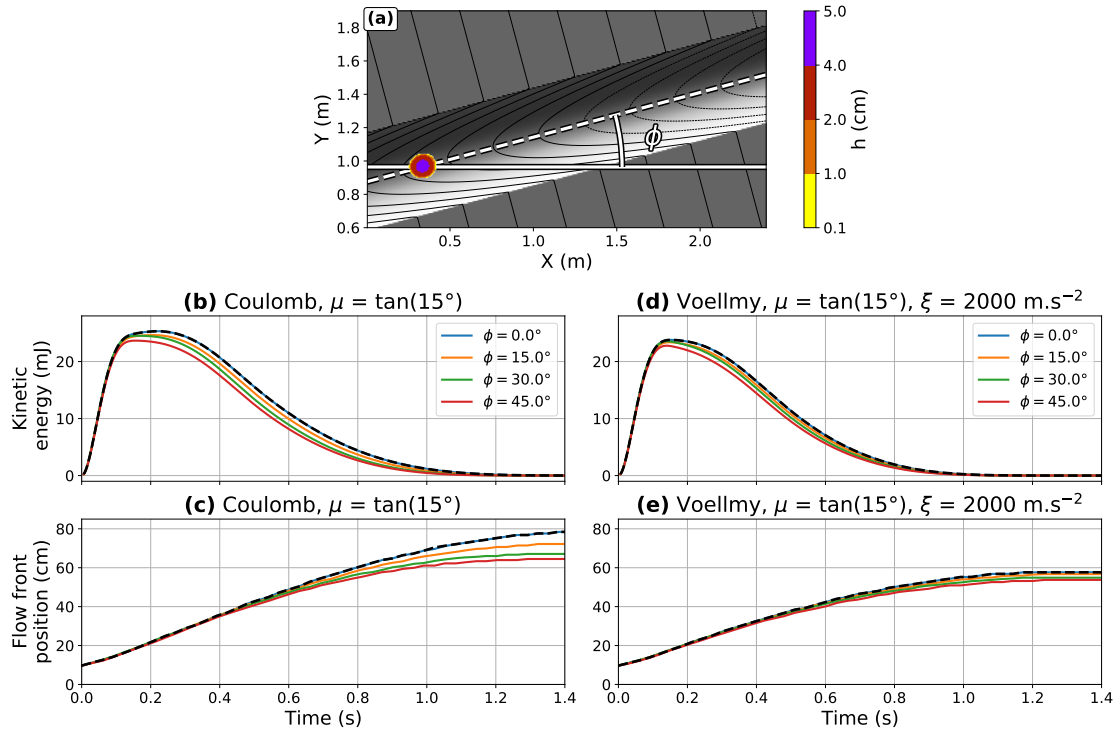 (a)
1.8
1.6
1.4
1.2
1.0
0.8
0.6
Y (m)
ϕ
0.5 1.0 1.5 2.0
X (m)
5.0
4.0
2.0
1.0
0.1
h (cm)
(b) Coulomb, μ = tan(15°)
Kinetic
energy (mJ)
20
10
0
ϕ = 0.0°
ϕ = 15.0°
ϕ = 30.0°
ϕ = 45.0°
(d) Voellmy, μ = tan(15°), ξ = 2000 m.s⁻²
20
10
0
ϕ = 0.0°
ϕ = 15.0°
ϕ = 30.0°
ϕ = 45.0°
(c) Coulomb, μ = tan(15°)
Flow front
position (cm)
80
60
40
20
0
0.0 0.2 0.4 0.6 0.8 1.0 1.2 1.4
Time (s)
(e) Voellmy, μ = tan(15°), ξ = 2000 m.s⁻²
80
60
40
20
0
0.0 0.2 0.4 0.6 0.8 1.0 1.2 1.4
Time (s)